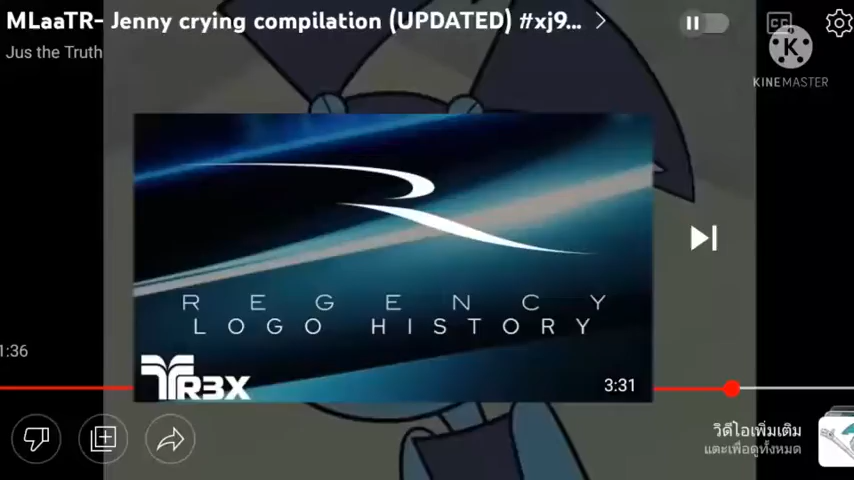 MLaaTR- Jenny crying compilation (UPDATED) #xj9...
Jus the Truth
CC
K
KINEMASTER
REGENCY
LOGO HISTORY
TR3X
3:31
1:36
วิดีโอเพิ่มเติม
แตะเพื่อดูทั้งหมด